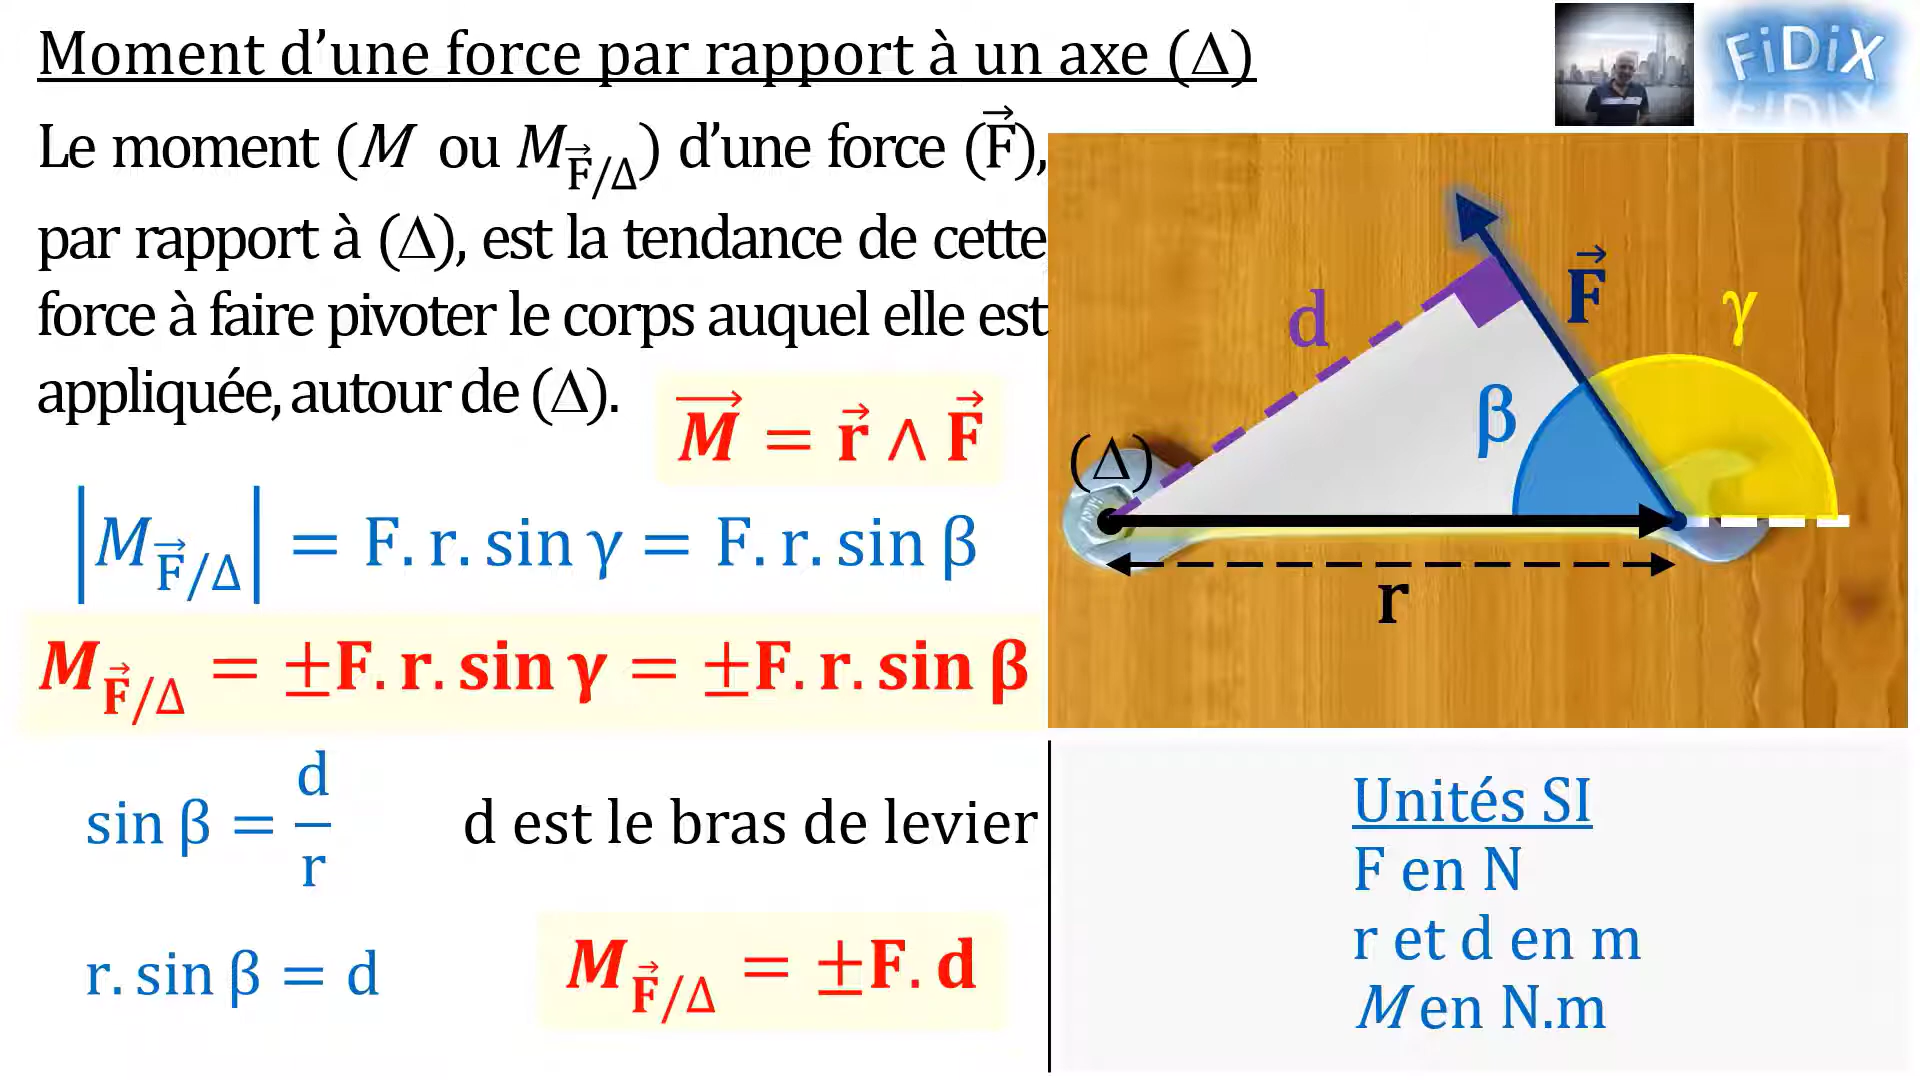 Moment d’une force par rapport à un axe (Δ)
FiDiX
Le moment (M ou M_F⃗/Δ) d’une force (F⃗),
par rapport à (Δ), est la tendance de cette
force à faire pivoter le corps auquel elle est
appliquée, autour de (Δ).
M⃗ = r⃗ ∧ F⃗
|M_F⃗/Δ| = F. r. sin γ = F. r. sin β
M_F⃗/Δ = ±F. r. sin γ = ±F. r. sin β
sin β = d/r
d est le bras de levier
r. sin β = d
M_F⃗/Δ = ±F. d
F⃗
γ
d
β
(Δ)
r
Unités SI
F en N
r et d en m
M en N.m